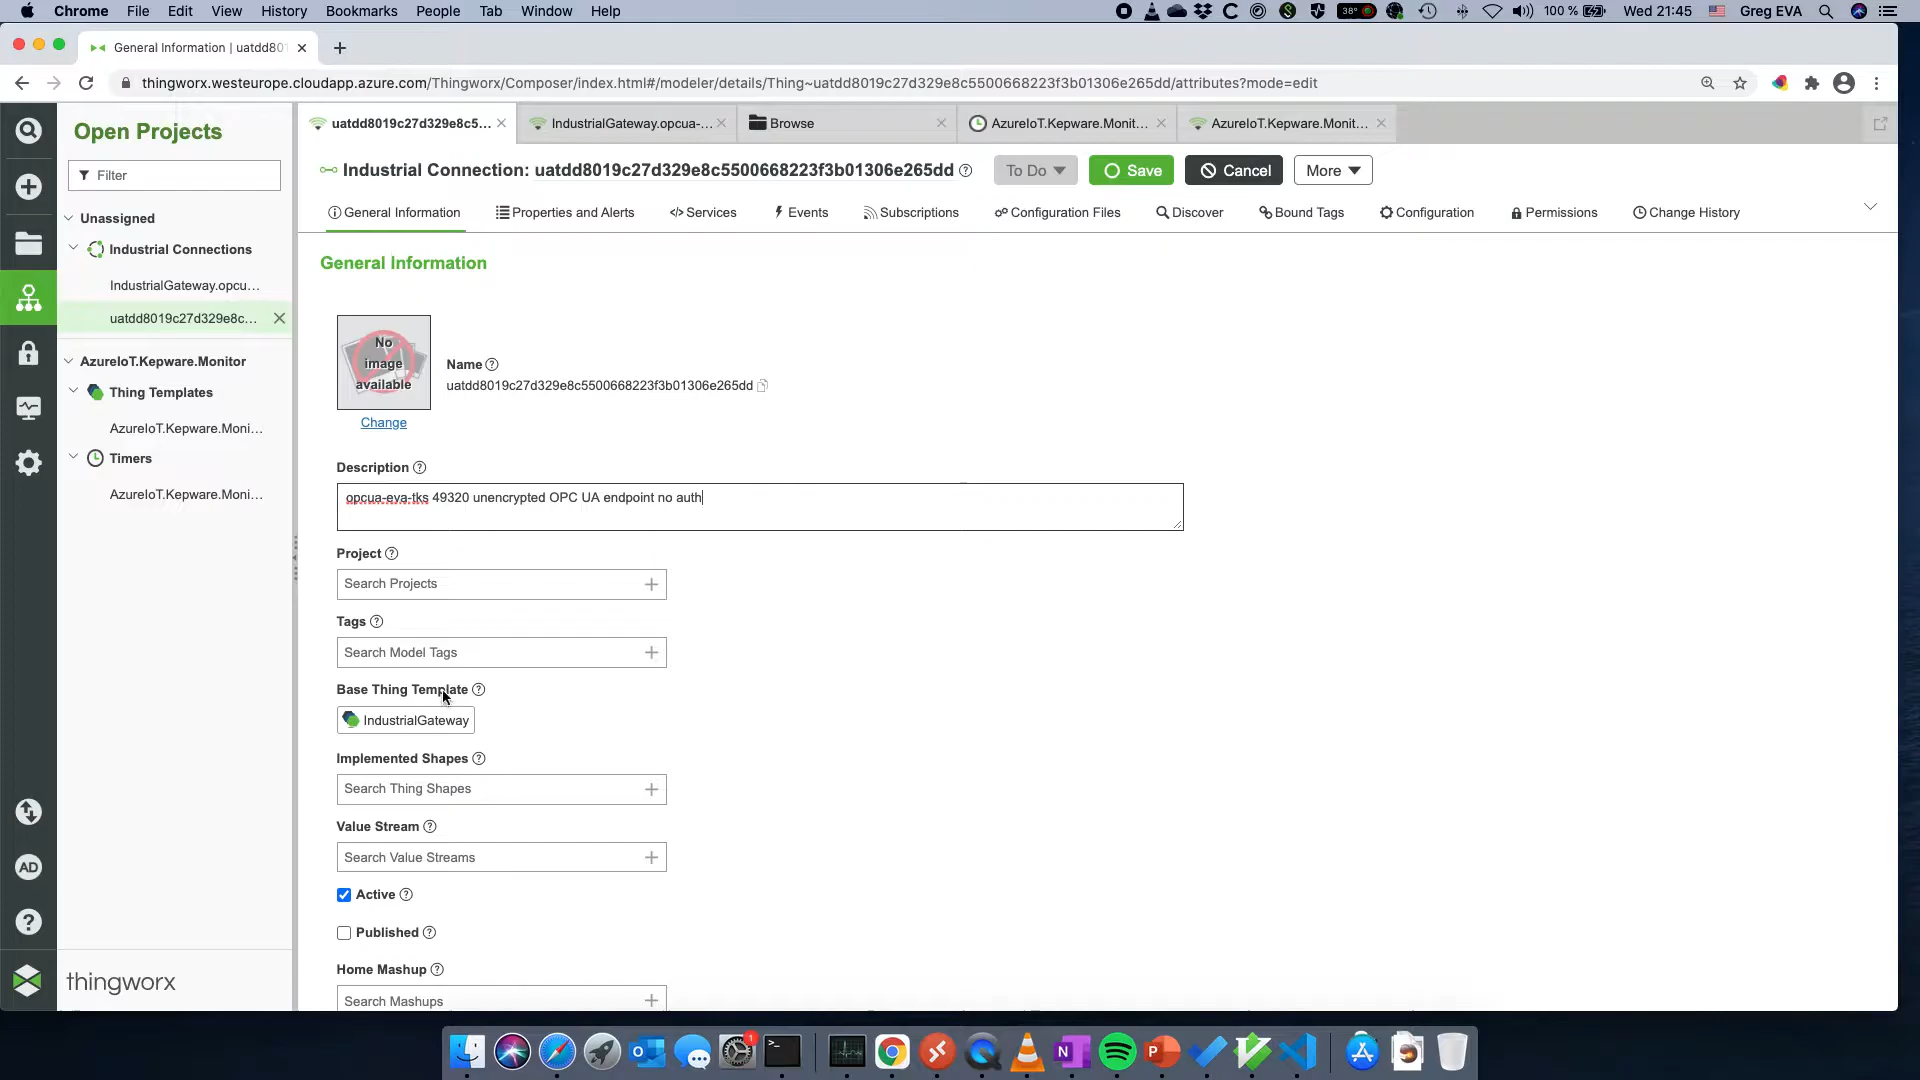 Chrome File Edit View History Bookmarks People Tab Window Help 38° 100 % Wed 21:45 Greg EVA
General Information | uatdd801
thingworx.westeurope.cloudapp.azure.com/Thingworx/Composer/index.html#/modeler/details/Thing~uatdd8019c27d329e8c5500668223f3b01306e265dd/attributes?mode=edit
Open Projects
Filter
Unassigned
Industrial Connections
IndustrialGateway.opcu...
uatdd8019c27d329e8c...
AzureIoT.Kepware.Monitor
Thing Templates
AzureIoT.Kepware.Moni...
Timers
AzureIoT.Kepware.Moni...
AD
thingworx
uatdd8019c27d329e8c5... IndustrialGateway.opcua-... Browse AzureIoT.Kepware.Monit... AzureIoT.Kepware.Monit...
Industrial Connection: uatdd8019c27d329e8c5500668223f3b01306e265dd To Do Save Cancel More
General Information Properties and Alerts Services Events Subscriptions Configuration Files Discover Bound Tags Configuration Permissions Change History
General Information
No
image
available
Change
Name
uatdd8019c27d329e8c5500668223f3b01306e265dd
Description
opcua-eva-tks 49320 unencrypted OPC UA endpoint no auth
Project
Search Projects
Tags
Search Model Tags
Base Thing Template
IndustrialGateway
Implemented Shapes
Search Thing Shapes
Value Stream
Search Value Streams
Active
Published
Home Mashup
Search Mashups
1